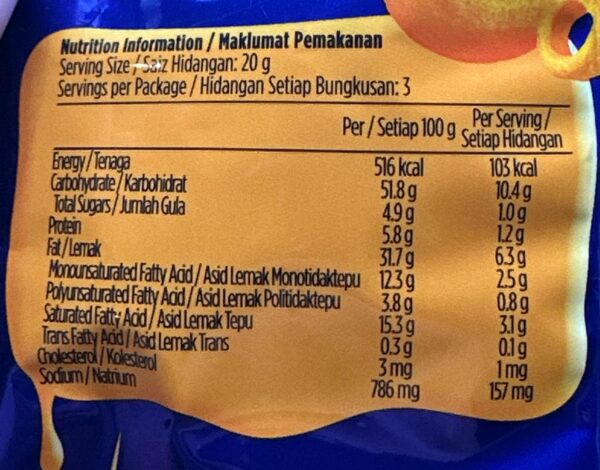 Nutrition Information / Maklumat Pemakanan
Serving Size / Saiz Hidangan: 20 g
Servings per Package / Hidangan Setiap Bungkusan: 3
Per / Setiap 100 g Per Serving / Setiap Hidangan
Energy / Tenaga 516 kcal 103 kcal
Carbohydrate / Karbohidrat 51.8 g 10.4 g
Total Sugars / Jumlah Gula 4.9 g 1.0 g
Protein 5.8 g 1.2 g
Fat / Lemak 31.7 g 6.3 g
Monounsaturated Fatty Acid / Asid Lemak Monotidaktepu 12.3 g 2.5 g
Polyunsaturated Fatty Acid / Asid Lemak Politidaktepu 3.8 g 0.8 g
Saturated Fatty Acid / Asid Lemak Tepu 15.3 g 3.1 g
Trans Fatty Acid / Asid Lemak Trans 0.3 g 0.1 g
Cholesterol / Kolesterol 3 mg 1 mg
Sodium / Natrium 786 mg 157 mg